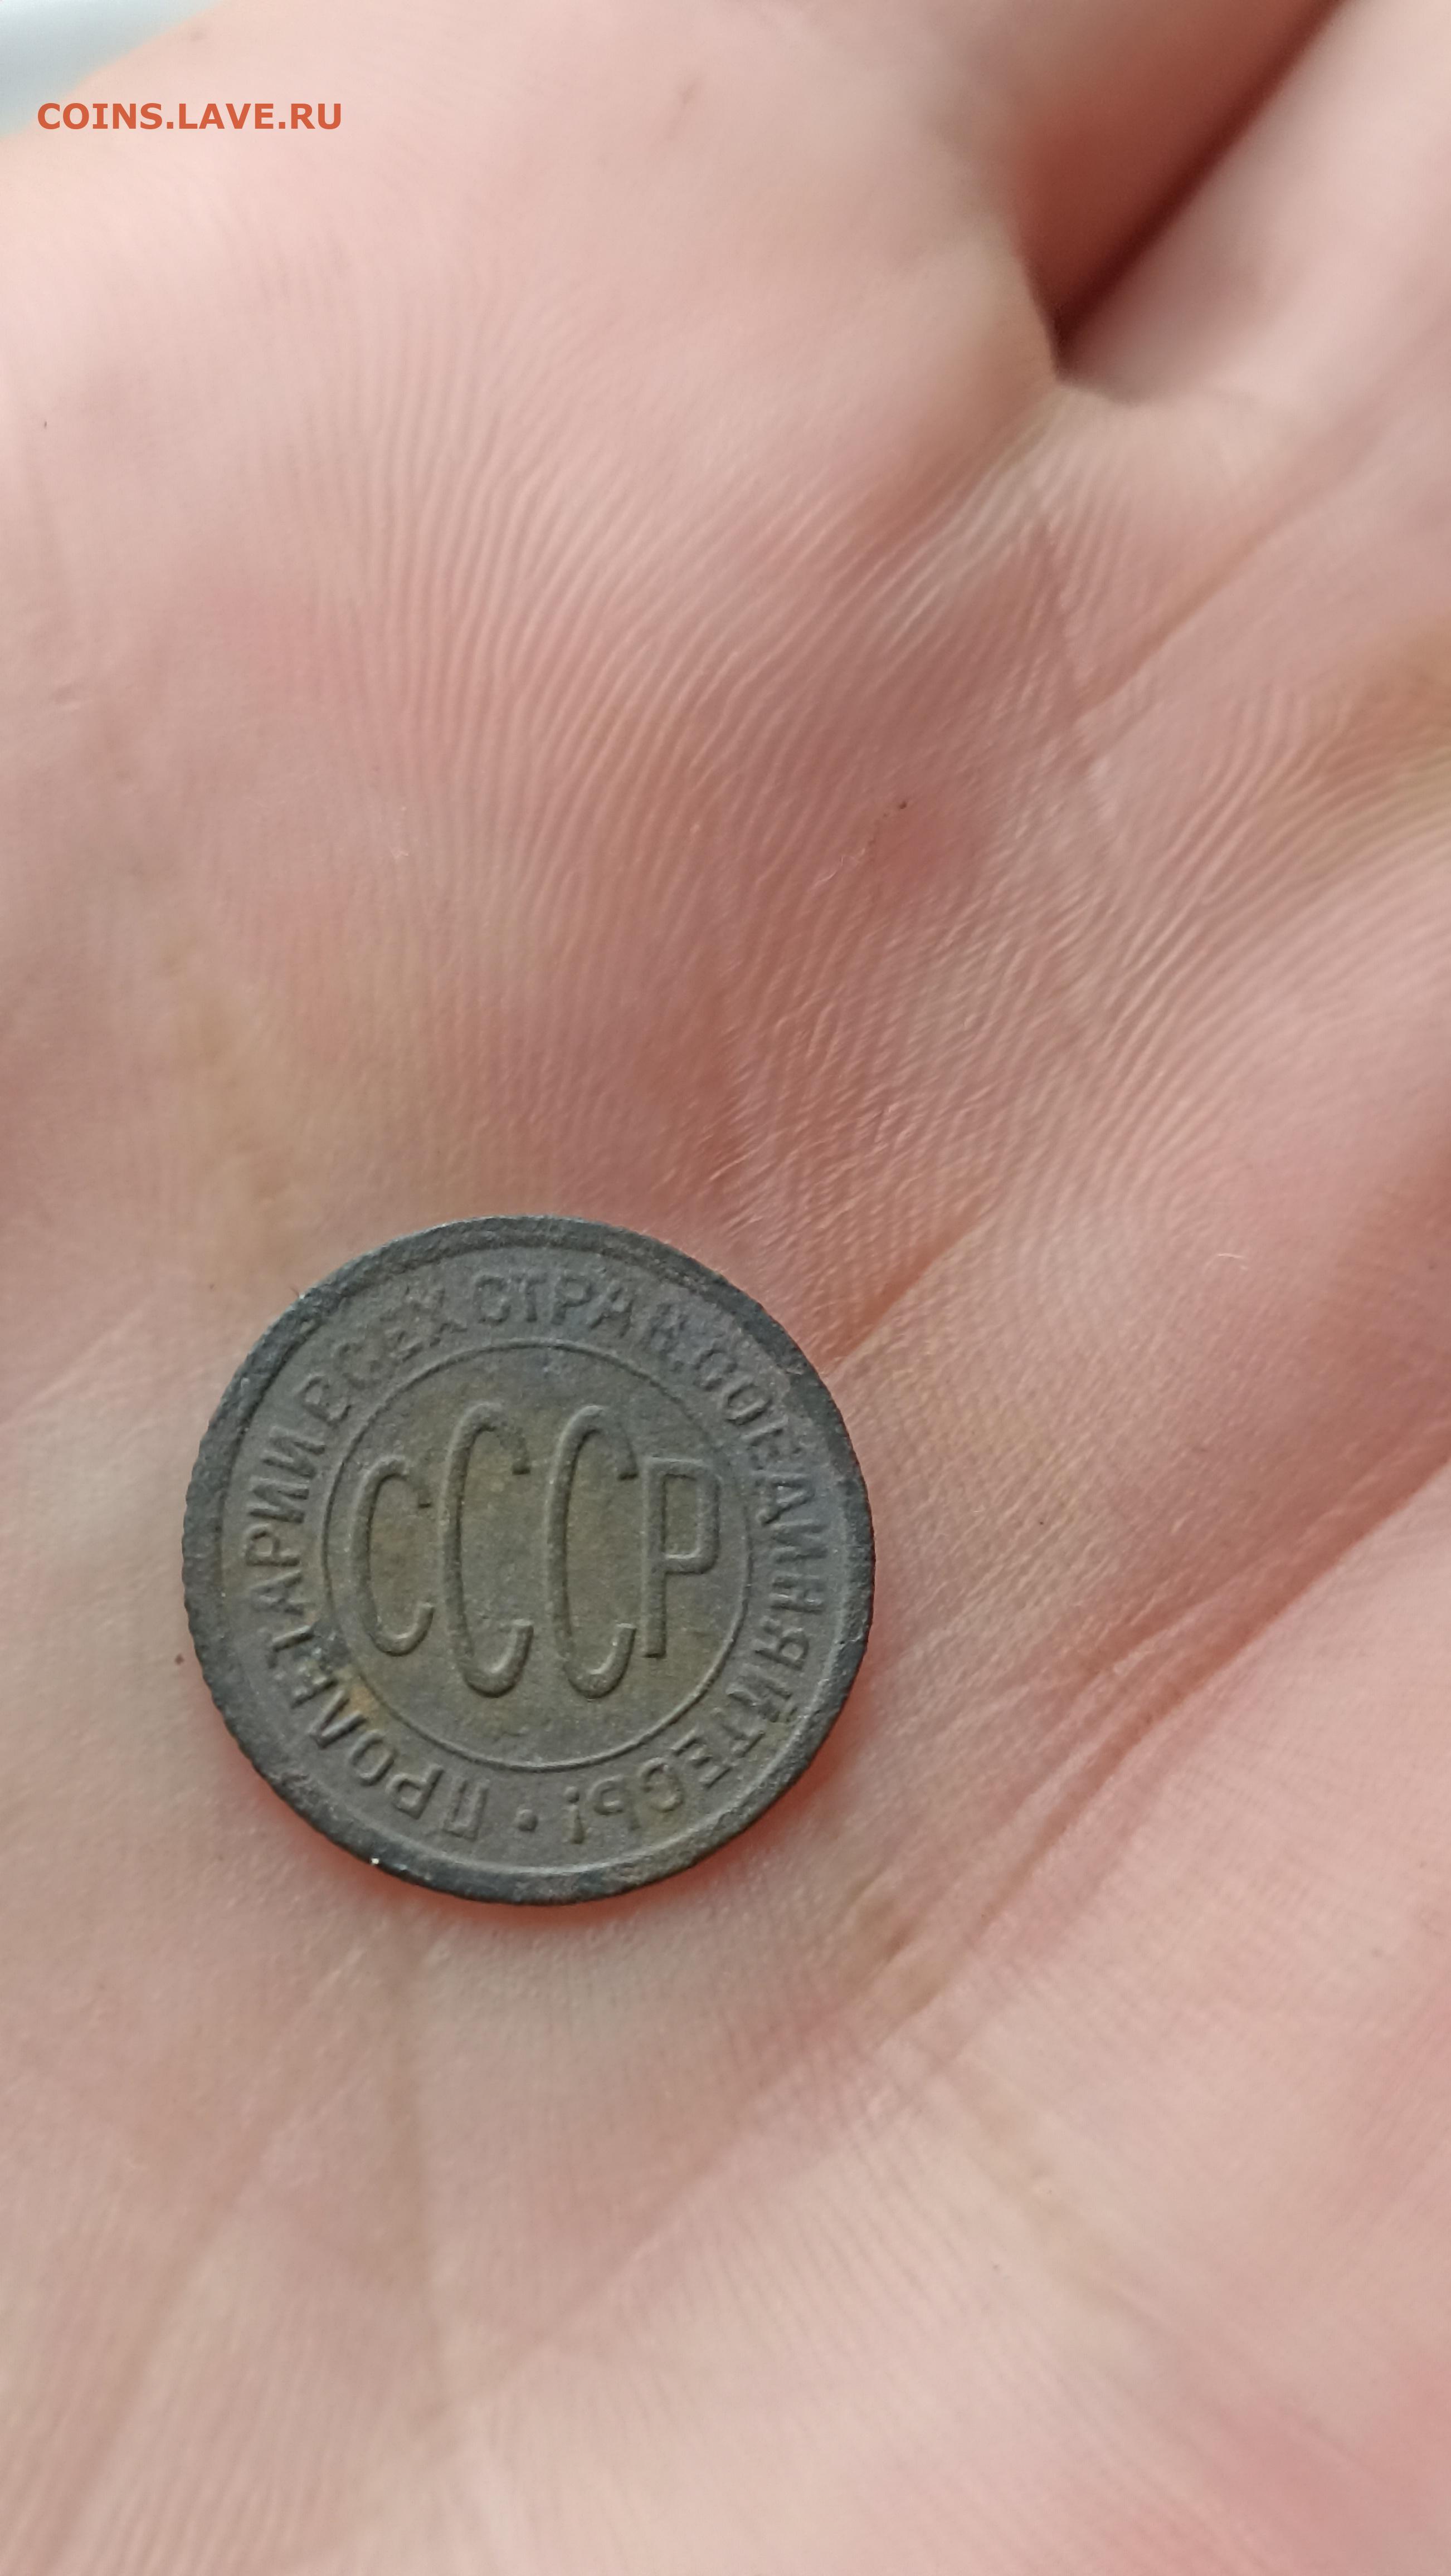 COINS.LAVE.RU
ПРОЛЕТАРИИ ВСЕХ СТРАН, СОЕДИНЯЙТЕСЬ! •
СССР